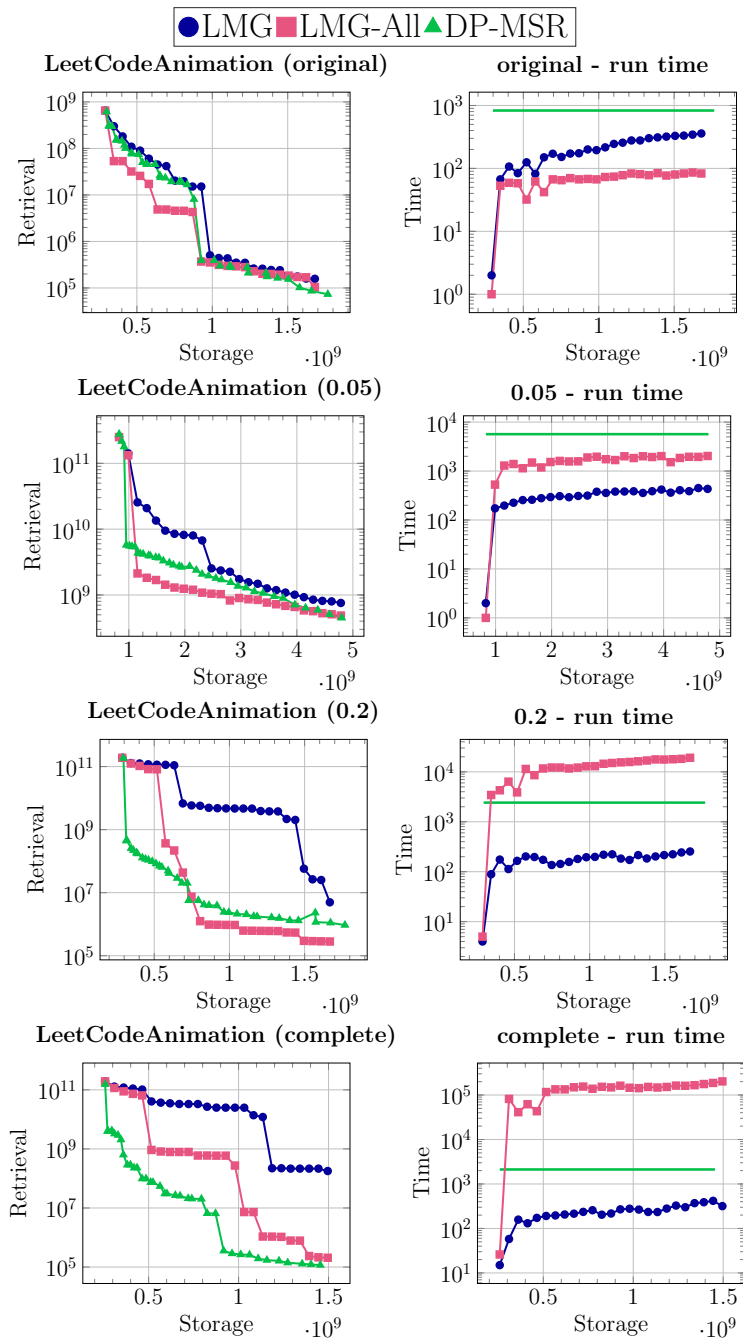 LMG LMG-All DP-MSR
LeetCodeAnimation (original) original - run time
10^9
10^8
10^7
10^6
10^5
Retrieval
0.5 1 1.5
Storage
·10^9
10^3
10^2
10^1
10^0
Time
0.5 1 1.5
Storage
·10^9
LeetCodeAnimation (0.05) 0.05 - run time
10^11
10^10
10^9
Retrieval
1 2 3 4 5
Storage
·10^9
10^4
10^3
10^2
10^1
10^0
Time
1 2 3 4 5
Storage
·10^9
LeetCodeAnimation (0.2) 0.2 - run time
10^11
10^9
10^7
10^5
Retrieval
0.5 1 1.5
Storage
·10^9
10^4
10^3
10^2
10^1
Time
0.5 1 1.5
Storage
·10^9
LeetCodeAnimation (complete) complete - run time
10^11
10^9
10^7
10^5
Retrieval
0.5 1 1.5
Storage
·10^9
10^5
10^4
10^3
10^2
10^1
Time
0.5 1 1.5
Storage
·10^9